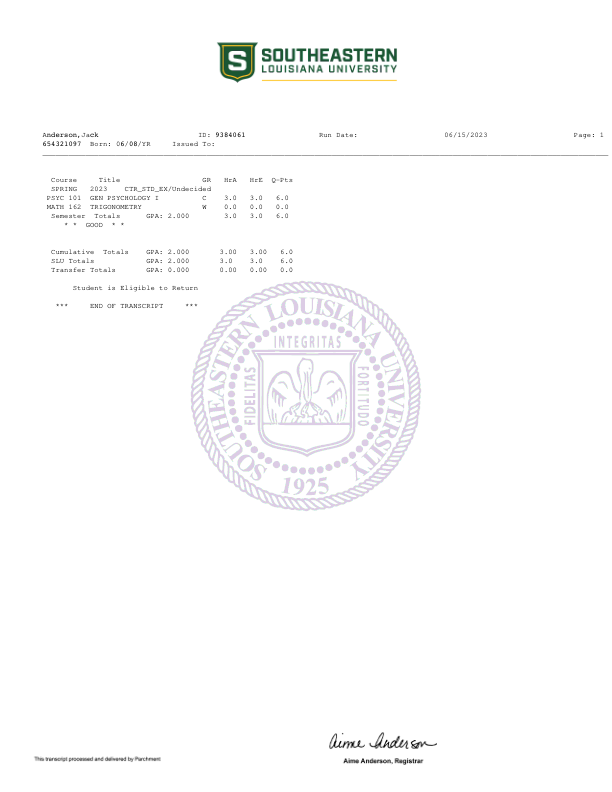 S SOUTHEASTERN
LOUISIANA UNIVERSITY
Anderson,Jack ID: 9384061 Run Date: 06/15/2023 Page: 1
654321097 Born: 06/08/YR Issued To:
Course Title GR HrA HrE Q-Pts
SPRING 2023 CTR_STD_EX/Undecided
PSYC 101 GEN PSYCHOLOGY I C 3.0 3.0 6.0
MATH 162 TRIGONOMETRY W 0.0 0.0 0.0
Semester Totals GPA: 2.000 3.0 3.0 6.0
* * GOOD * *
Cumulative Totals GPA: 2.000 3.00 3.00 6.0
SLU Totals GPA: 2.000 3.0 3.0 6.0
Transfer Totals GPA: 0.000 0.00 0.00 0.0
Student is Eligible to Return
*** END OF TRANSCRIPT ***
SOUTHEASTERN LOUISIANA UNIVERSITY
INTEGRITAS
FIDELITAS
FORTITUDO
SOCIETY
1925
Aime Anderson
This transcript processed and delivered by Parchment
Aime Anderson, Registrar